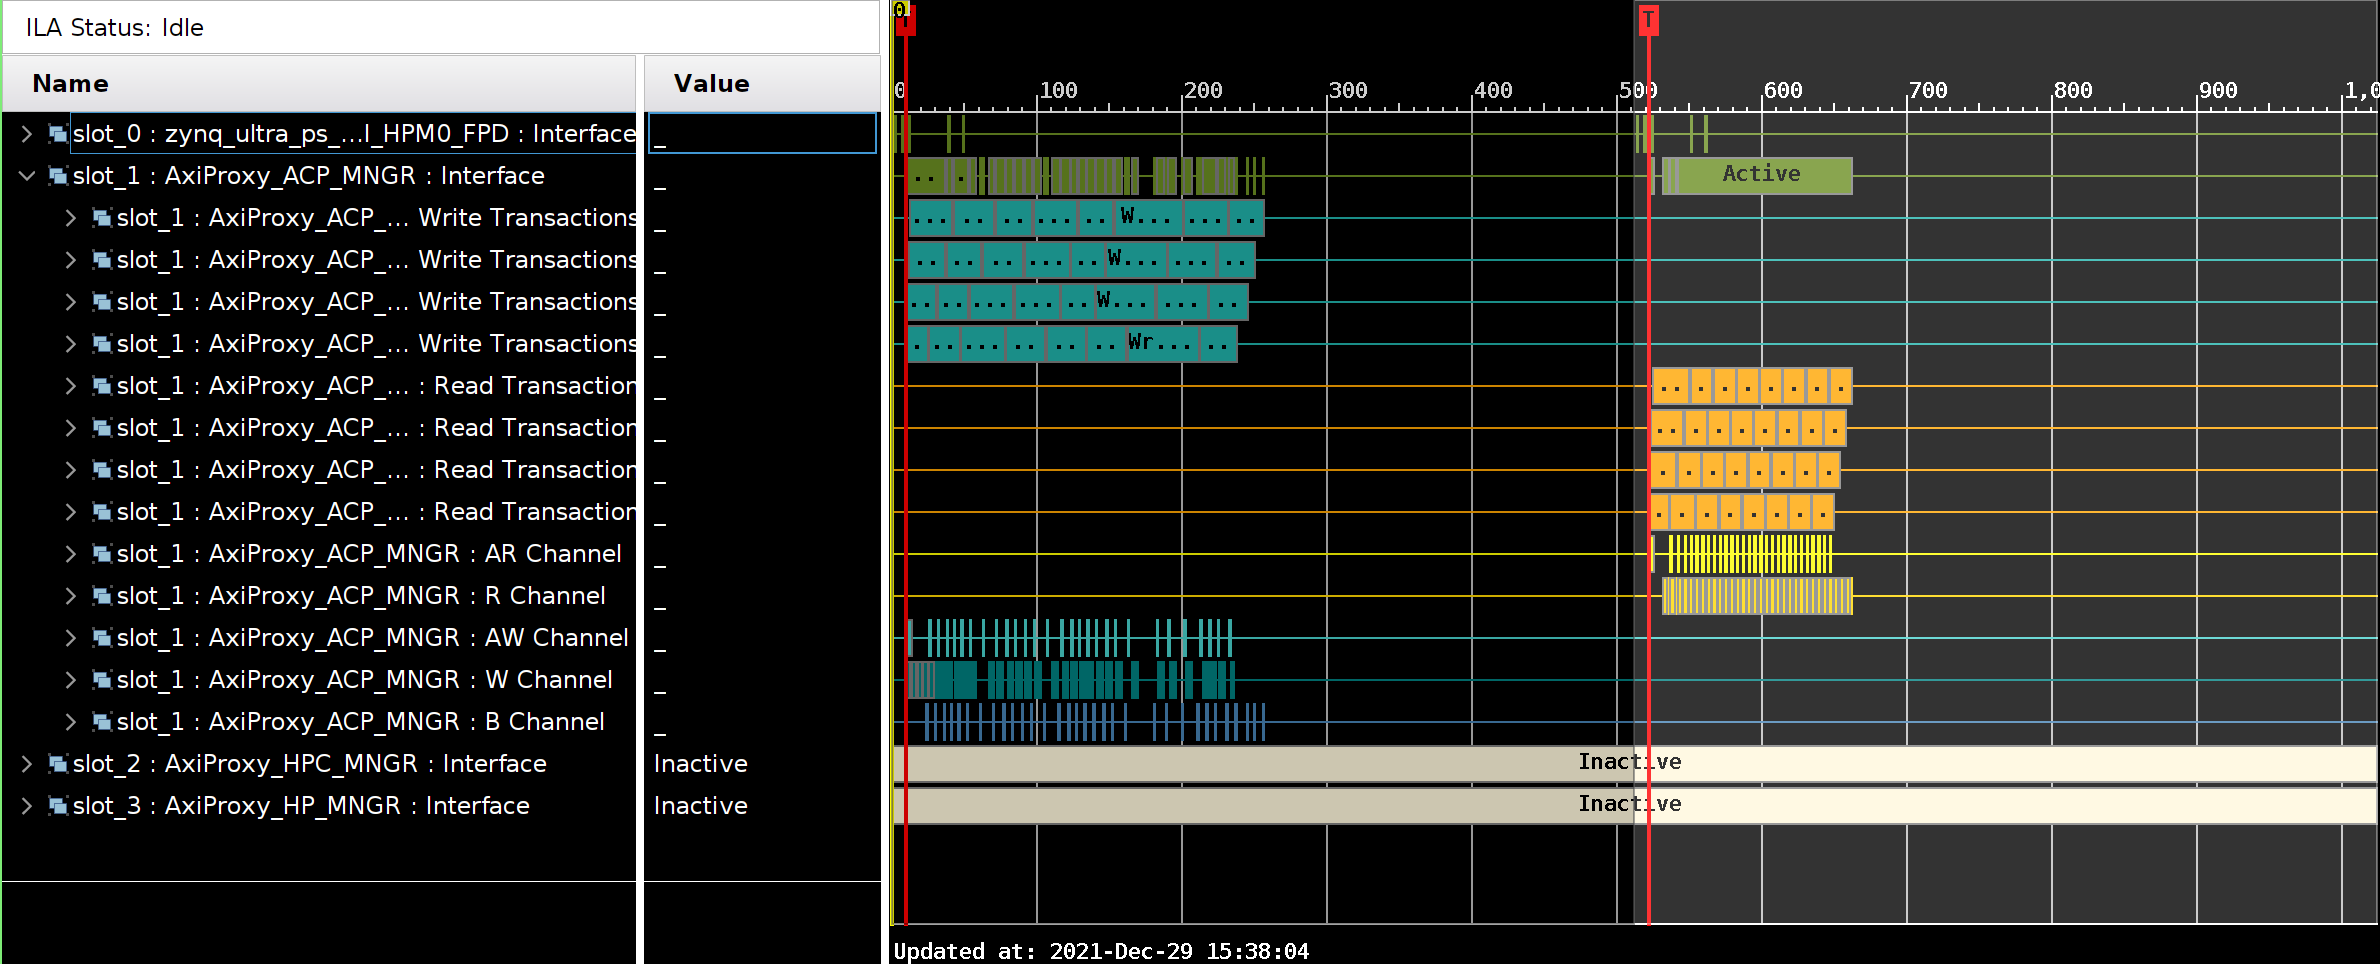 ILA Status: Idle
Name Value
0 T
0 100 200 300 400 500 600 700 800 900 1,0
slot_0 : zynq_ultra_ps_...I_HPM0_FPD : Interface _
slot_1 : AxiProxy_ACP_MNGR : Interface _ Active
slot_1 : AxiProxy_ACP_... Write Transactions _ W...
slot_1 : AxiProxy_ACP_... Write Transactions _ W...
slot_1 : AxiProxy_ACP_... Write Transactions _ W...
slot_1 : AxiProxy_ACP_... Write Transactions _ Wr...
slot_1 : AxiProxy_ACP_... : Read Transaction _
slot_1 : AxiProxy_ACP_... : Read Transaction _
slot_1 : AxiProxy_ACP_... : Read Transaction _
slot_1 : AxiProxy_ACP_... : Read Transaction _
slot_1 : AxiProxy_ACP_MNGR : AR Channel _
slot_1 : AxiProxy_ACP_MNGR : R Channel _
slot_1 : AxiProxy_ACP_MNGR : AW Channel _
slot_1 : AxiProxy_ACP_MNGR : W Channel _
slot_1 : AxiProxy_ACP_MNGR : B Channel _
slot_2 : AxiProxy_HPC_MNGR : Interface Inactive Inactive
slot_3 : AxiProxy_HP_MNGR : Interface Inactive Inactive
Updated at: 2021-Dec-29 15:38:04